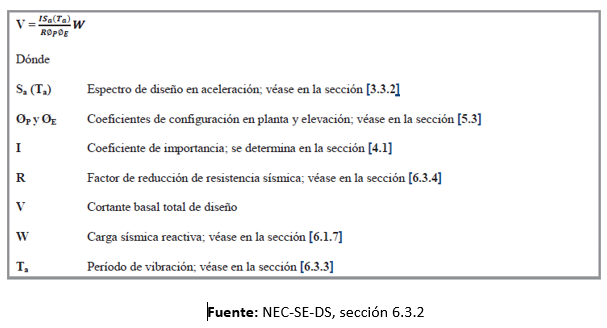 V = ISₐ(Tₐ)/RØ_PØ_E W
Dónde
Sₐ (Tₐ) Espectro de diseño en aceleración; véase en la sección [3.3.2]
Ø_P y Ø_E Coeficientes de configuración en planta y elevación; véase en la sección [5.3]
I Coeficiente de importancia; se determina en la sección [4.1]
R Factor de reducción de resistencia sísmica; véase en la sección [6.3.4]
V Cortante basal total de diseño
W Carga sísmica reactiva; véase en la sección [6.1.7]
Tₐ Período de vibración; véase en la sección [6.3.3]
Fuente: NEC-SE-DS, sección 6.3.2